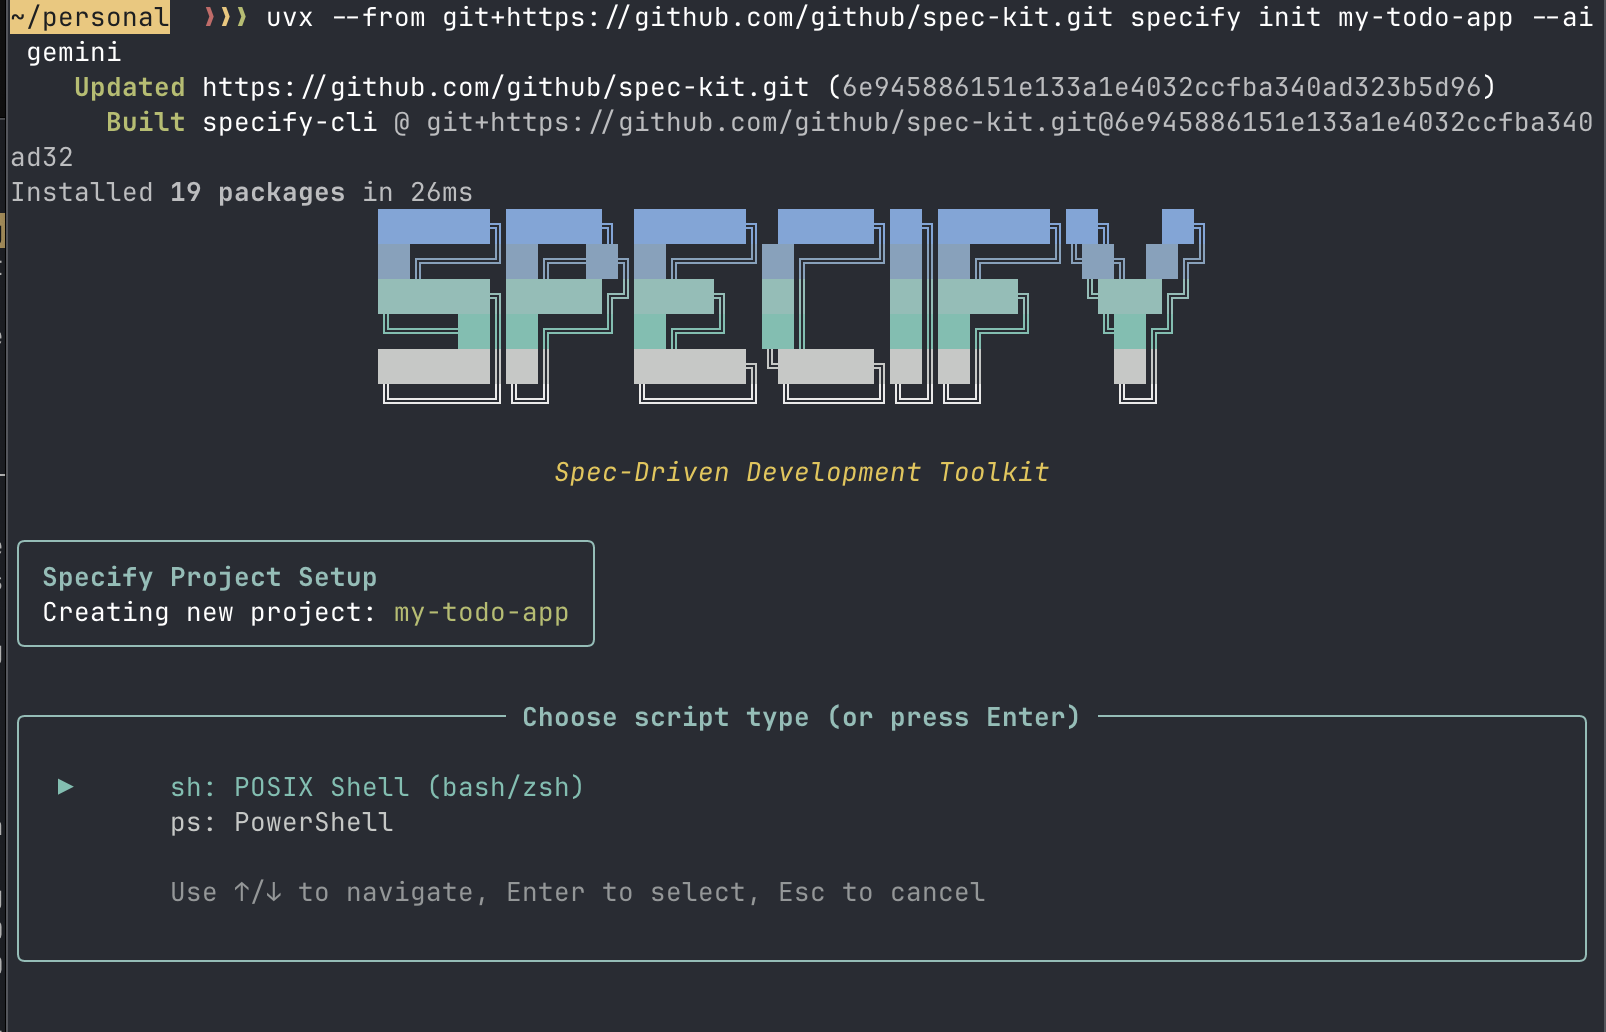 ~/personal ❯❯❯ uvx --from git+https://github.com/github/spec-kit.git specify init my-todo-app --ai
gemini
Updated https://github.com/github/spec-kit.git (6e945886151e133a1e4032ccfba340ad323b5d96)
Built specify-cli @ git+https://github.com/github/spec-kit.git@6e945886151e133a1e4032ccfba340
ad32
Installed 19 packages in 26ms
SPECIFY
Spec-Driven Development Toolkit
Specify Project Setup
Creating new project: my-todo-app
Choose script type (or press Enter)
▶ sh: POSIX Shell (bash/zsh)
ps: PowerShell
Use ↑/↓ to navigate, Enter to select, Esc to cancel